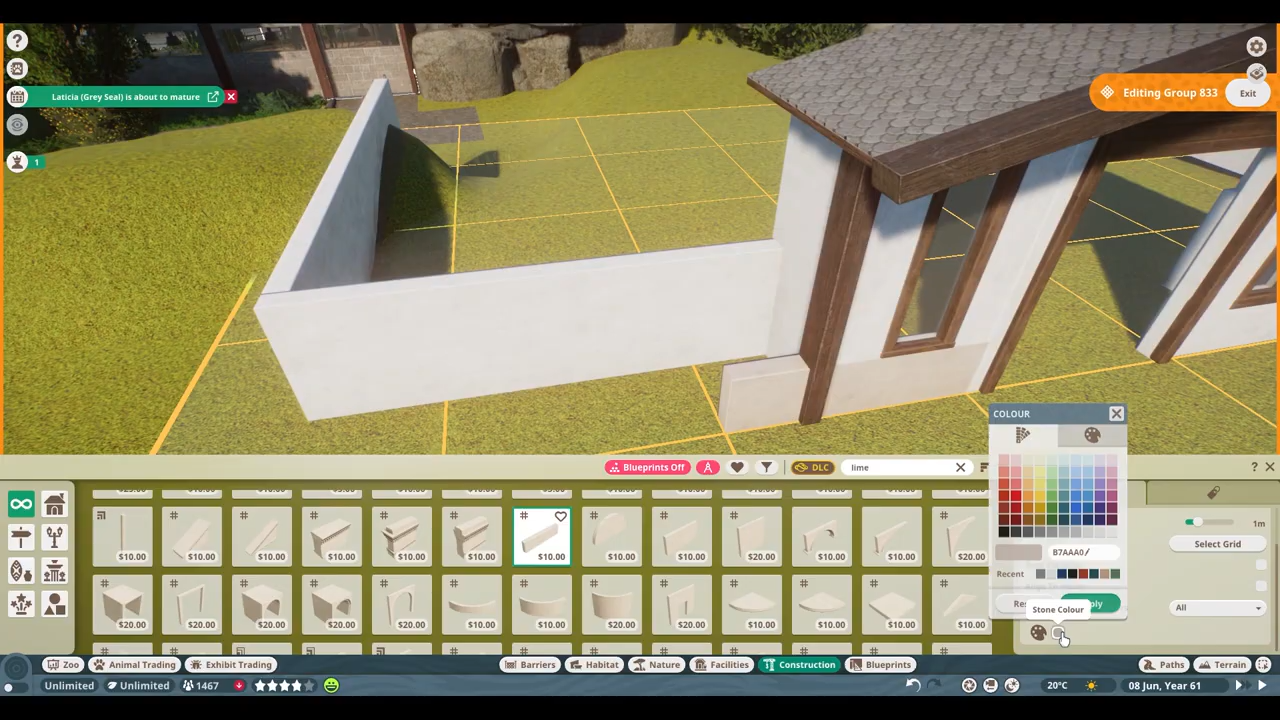 Laticia (Grey Seal) is about to mature
1
Editing Group 833
Exit
Blueprints Off
DLC
lime
COLOUR
B7AAA0/
Recent
Stone Colour
1m
Select Grid
All
$10.00 $10.00 $10.00 $10.00 $10.00 $10.00 $10.00 $10.00 $10.00 $20.00 $10.00 $10.00 $20.00
$20.00 $20.00 $20.00 $20.00 $20.00 $10.00 $10.00 $20.00 $20.00 $10.00 $10.00 $10.00 $10.00
Zoo
Animal Trading
Exhibit Trading
Barriers
Habitat
Nature
Facilities
Construction
Blueprints
Paths
Terrain
Unlimited
Unlimited
1467
20°C
08 Jun, Year 61